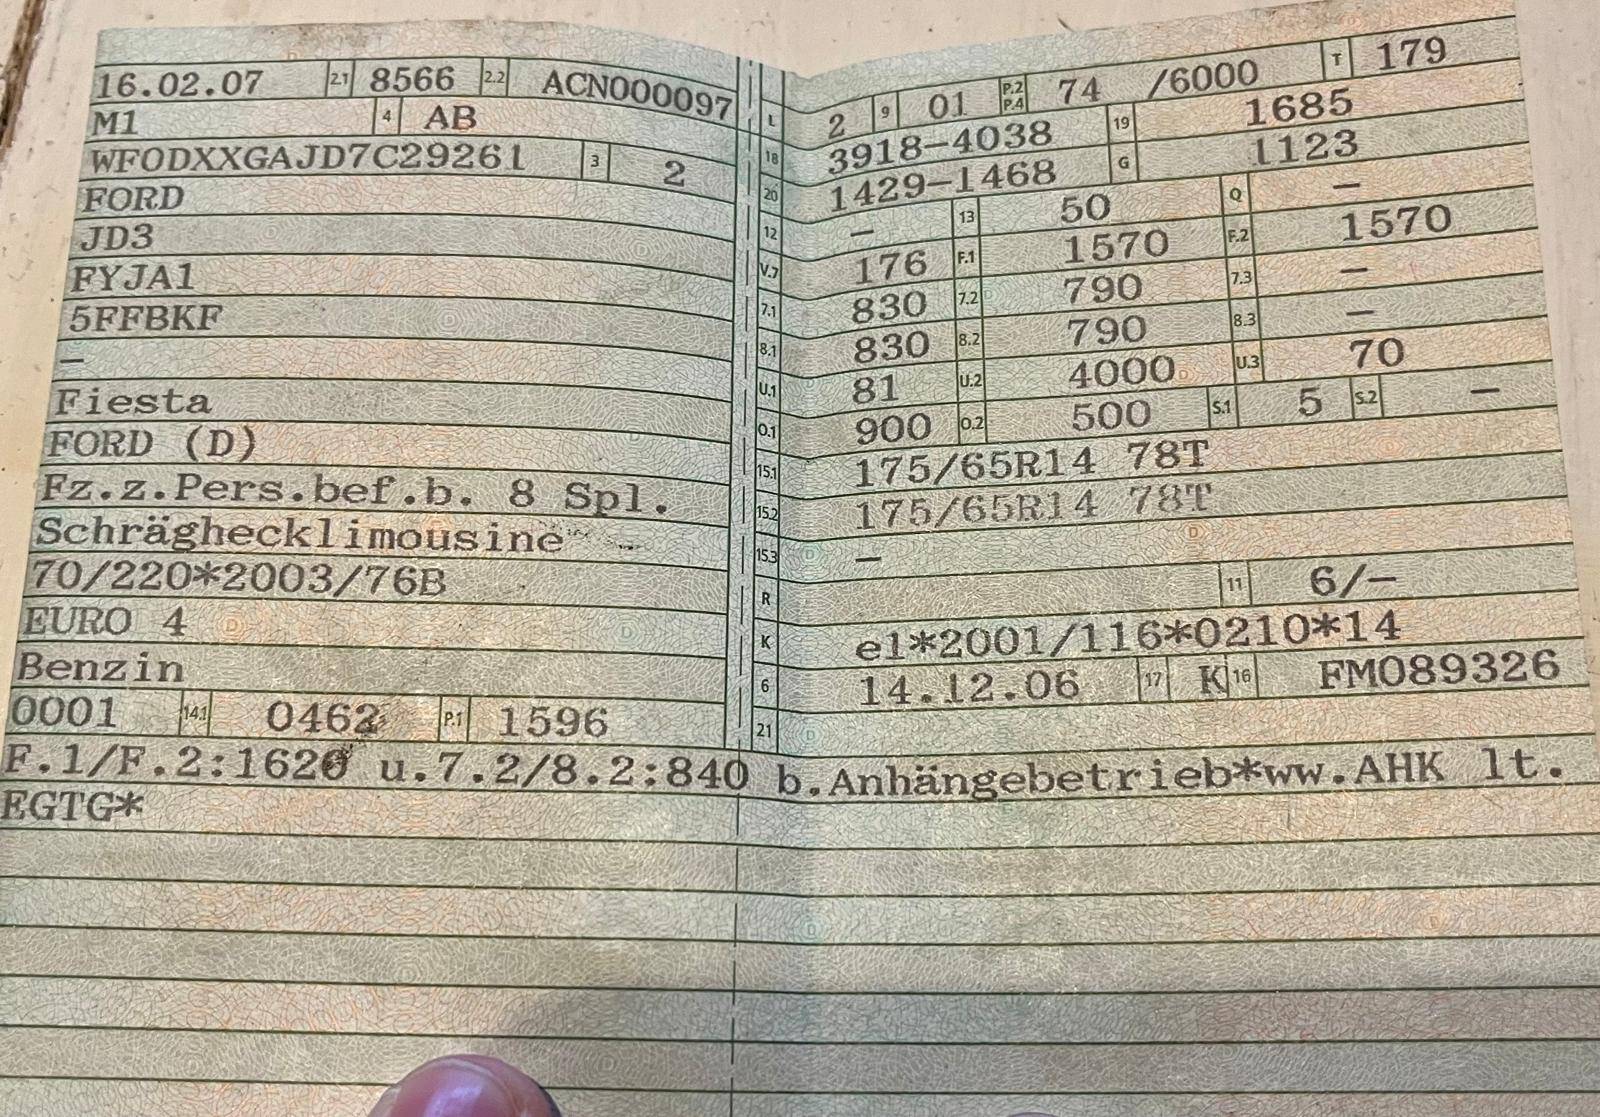 16.02.07 2.1 8566 2.2 ACN000097
M1 4 AB
WF0DXXGAJD7C29261 3 2
FORD
JD3
FYJA1
5FFBKF
–
Fiesta
FORD (D)
Fz.z.Pers.bef.b. 8 Spl.
Schräghecklimousine
70/220*2003/76B
EURO 4
Benzin
0001 14.1 0462 P.1 1596
L 2 9 01 P.2 P.4 74 /6000 T 179
18 3918-4038 19 1685
20 1429-1468 G 1123
12 – 13 50 Q –
V.7 176 F.1 1570 F.2 1570
7.1 830 7.2 790 7.3 –
8.1 830 8.2 790 8.3 –
U.1 81 U.2 4000 U.3 70
O.1 900 O.2 500 S.1 5 S.2 –
15.1 175/65R14 78T
15.2 175/65R14 78T
15.3 –
R 11 6/–
K e1*2001/116*0210*14
6 14.12.06 17 K 16 FM089326
21
F.1/F.2:1620 u.7.2/8.2:840 b.Anhängebetrieb*ww.AHK lt.
EGTG*